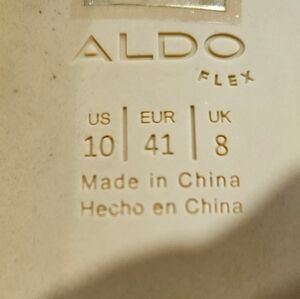 ALDO
FLEX
US | EUR | UK
10 | 41 | 8
Made in China
Hecho en China